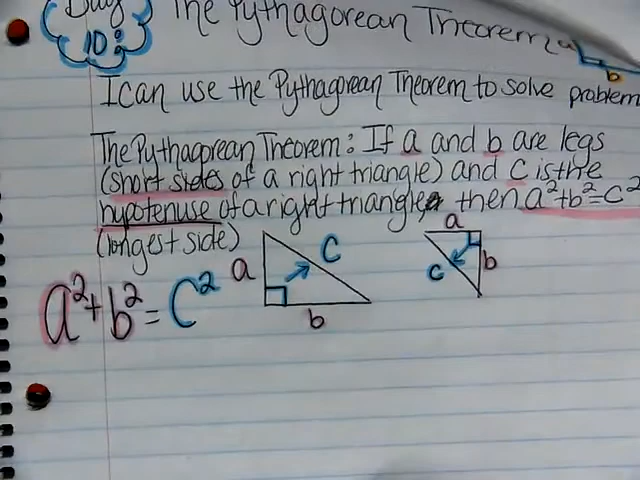 Day The Pythagorean Theorem a
10: b
I can use the Pythagorean Theorem to solve problem
The Pythagorean Theorem: If a and b are legs
(short sides of a right triangle) and c is the
hypotenuse of a right triangle, then a²+b²=c²
(longest side)
a c b
a c b
a²+b²=c²